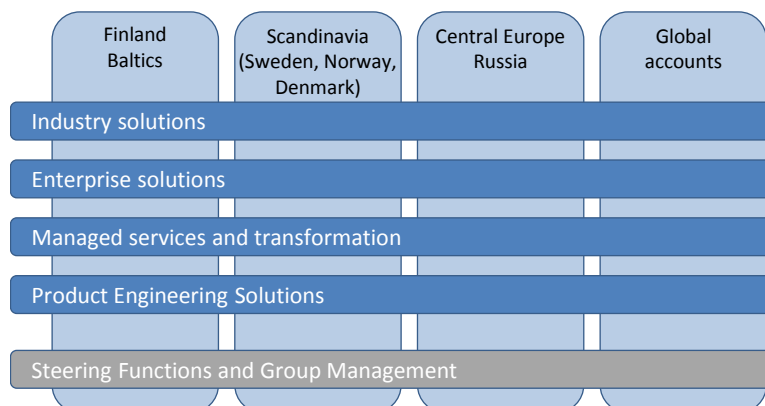 Finland
Baltics
Scandinavia
(Sweden, Norway,
Denmark)
Central Europe
Russia
Global
accounts
Industry solutions
Enterprise solutions
Managed services and transformation
Product Engineering Solutions
Steering Functions and Group Management